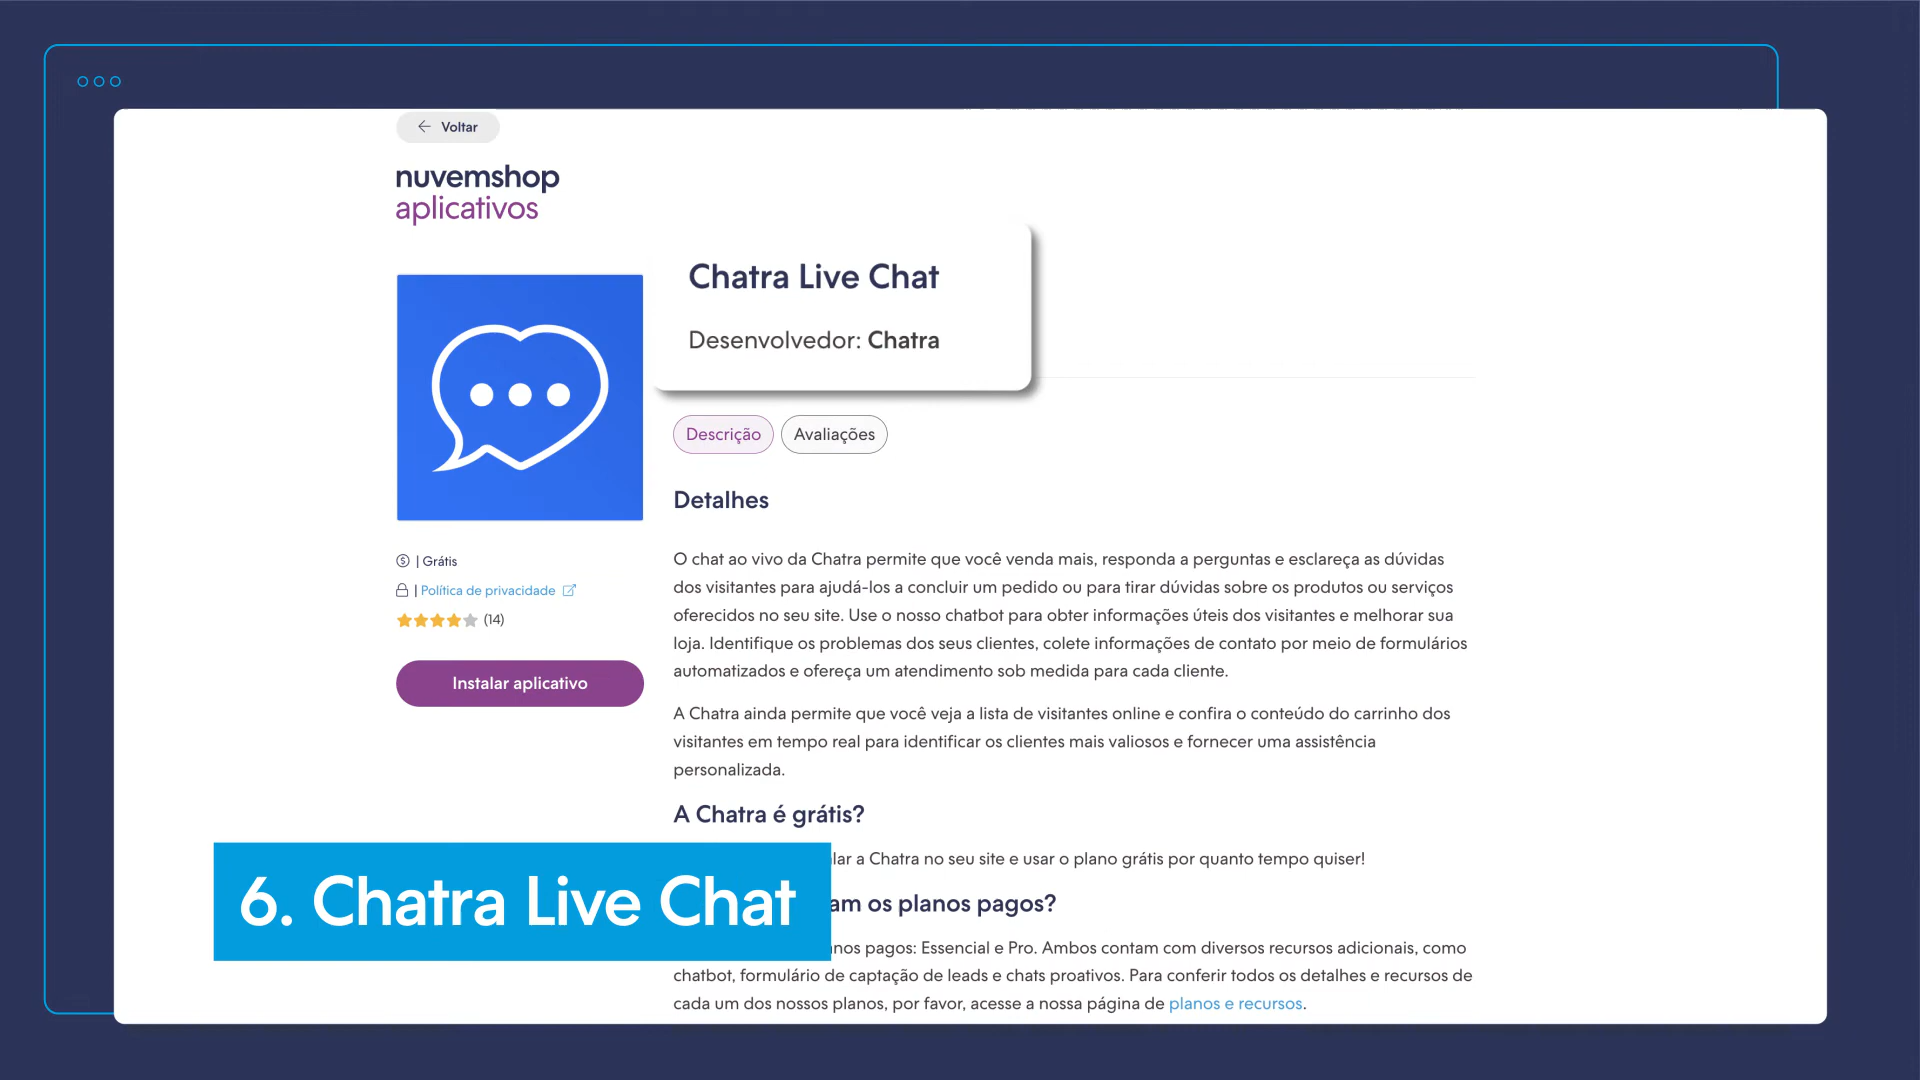 Voltar
nuvemshop
aplicativos
Chatra Live Chat
Desenvolvedor: Chatra
Descrição
Avaliações
Detalhes
| Grátis
| Política de privacidade
(14)
Instalar aplicativo
O chat ao vivo da Chatra permite que você venda mais, responda a perguntas e esclareça as dúvidas
dos visitantes para ajudá-los a concluir um pedido ou para tirar dúvidas sobre os produtos ou serviços
oferecidos no seu site. Use o nosso chatbot para obter informações úteis dos visitantes e melhorar sua
loja. Identifique os problemas dos seus clientes, colete informações de contato por meio de formulários
automatizados e ofereça um atendimento sob medida para cada cliente.
A Chatra ainda permite que você veja a lista de visitantes online e confira o conteúdo do carrinho dos
visitantes em tempo real para identificar os clientes mais valiosos e fornecer uma assistência
personalizada.
A Chatra é grátis?
a Chatra no seu site e usar o plano grátis por quanto tempo quiser!
os planos pagos?
pagos: Essencial e Pro. Ambos contam com diversos recursos adicionais, como
chatbot, formulário de captação de leads e chats proativos. Para conferir todos os detalhes e recursos de
cada um dos nossos planos, por favor, acesse a nossa página de planos e recursos.
6. Chatra Live Chat